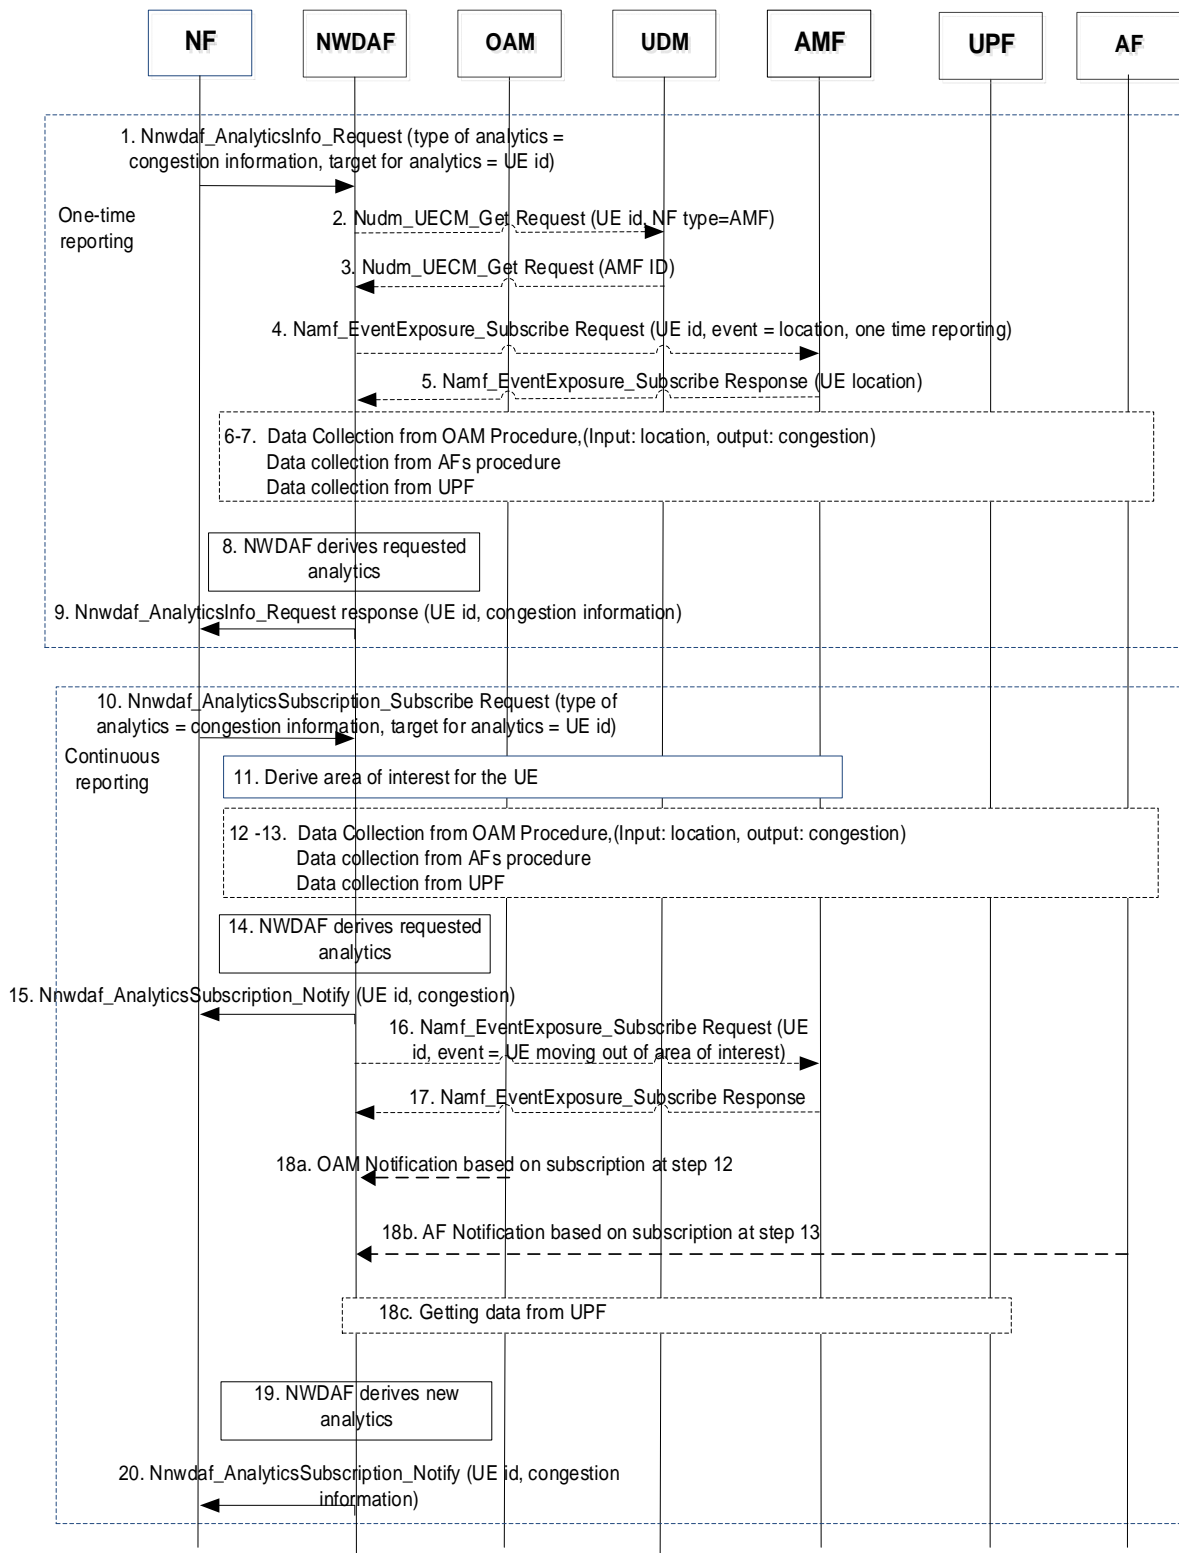 NF
NWDAF
OAM
UDM
AMF
UPF
AF
1. Nnwdaf_AnalyticsInfo_Request (type of analytics =
congestion information, target for analytics = UE id)
One-time
reporting
2. Nudm_UECM_Get Request (UE id, NF type=AMF)
3. Nudm_UECM_Get Request (AMF ID)
4. Namf_EventExposure_Subscribe Request (UE id, event = location, one time reporting)
5. Namf_EventExposure_Subscribe Response (UE location)
6-7. Data Collection from OAM Procedure,(Input: location, output: congestion)
Data collection from AFs procedure
Data collection from UPF
8. NWDAF derives requested
analytics
9. Nnwdaf_AnalyticsInfo_Request response (UE id, congestion information)
10. Nnwdaf_AnalyticsSubscription_Subscribe Request (type of
analytics = congestion information, target for analytics = UE id)
Continuous
reporting
11. Derive area of interest for the UE
12 -13. Data Collection from OAM Procedure,(Input: location, output: congestion)
Data collection from AFs procedure
Data collection from UPF
14. NWDAF derives requested
analytics
15. Nnwdaf_AnalyticsSubscription_Notify (UE id, congestion)
16. Namf_EventExposure_Subscribe Request (UE
id, event = UE moving out of area of interest)
17. Namf_EventExposure_Subscribe Response
18a. OAM Notification based on subscription at step 12
18b. AF Notification based on subscription at step 13
18c. Getting data from UPF
19. NWDAF derives new
analytics
20. Nnwdaf_AnalyticsSubscription_Notify (UE id, congestion
information)